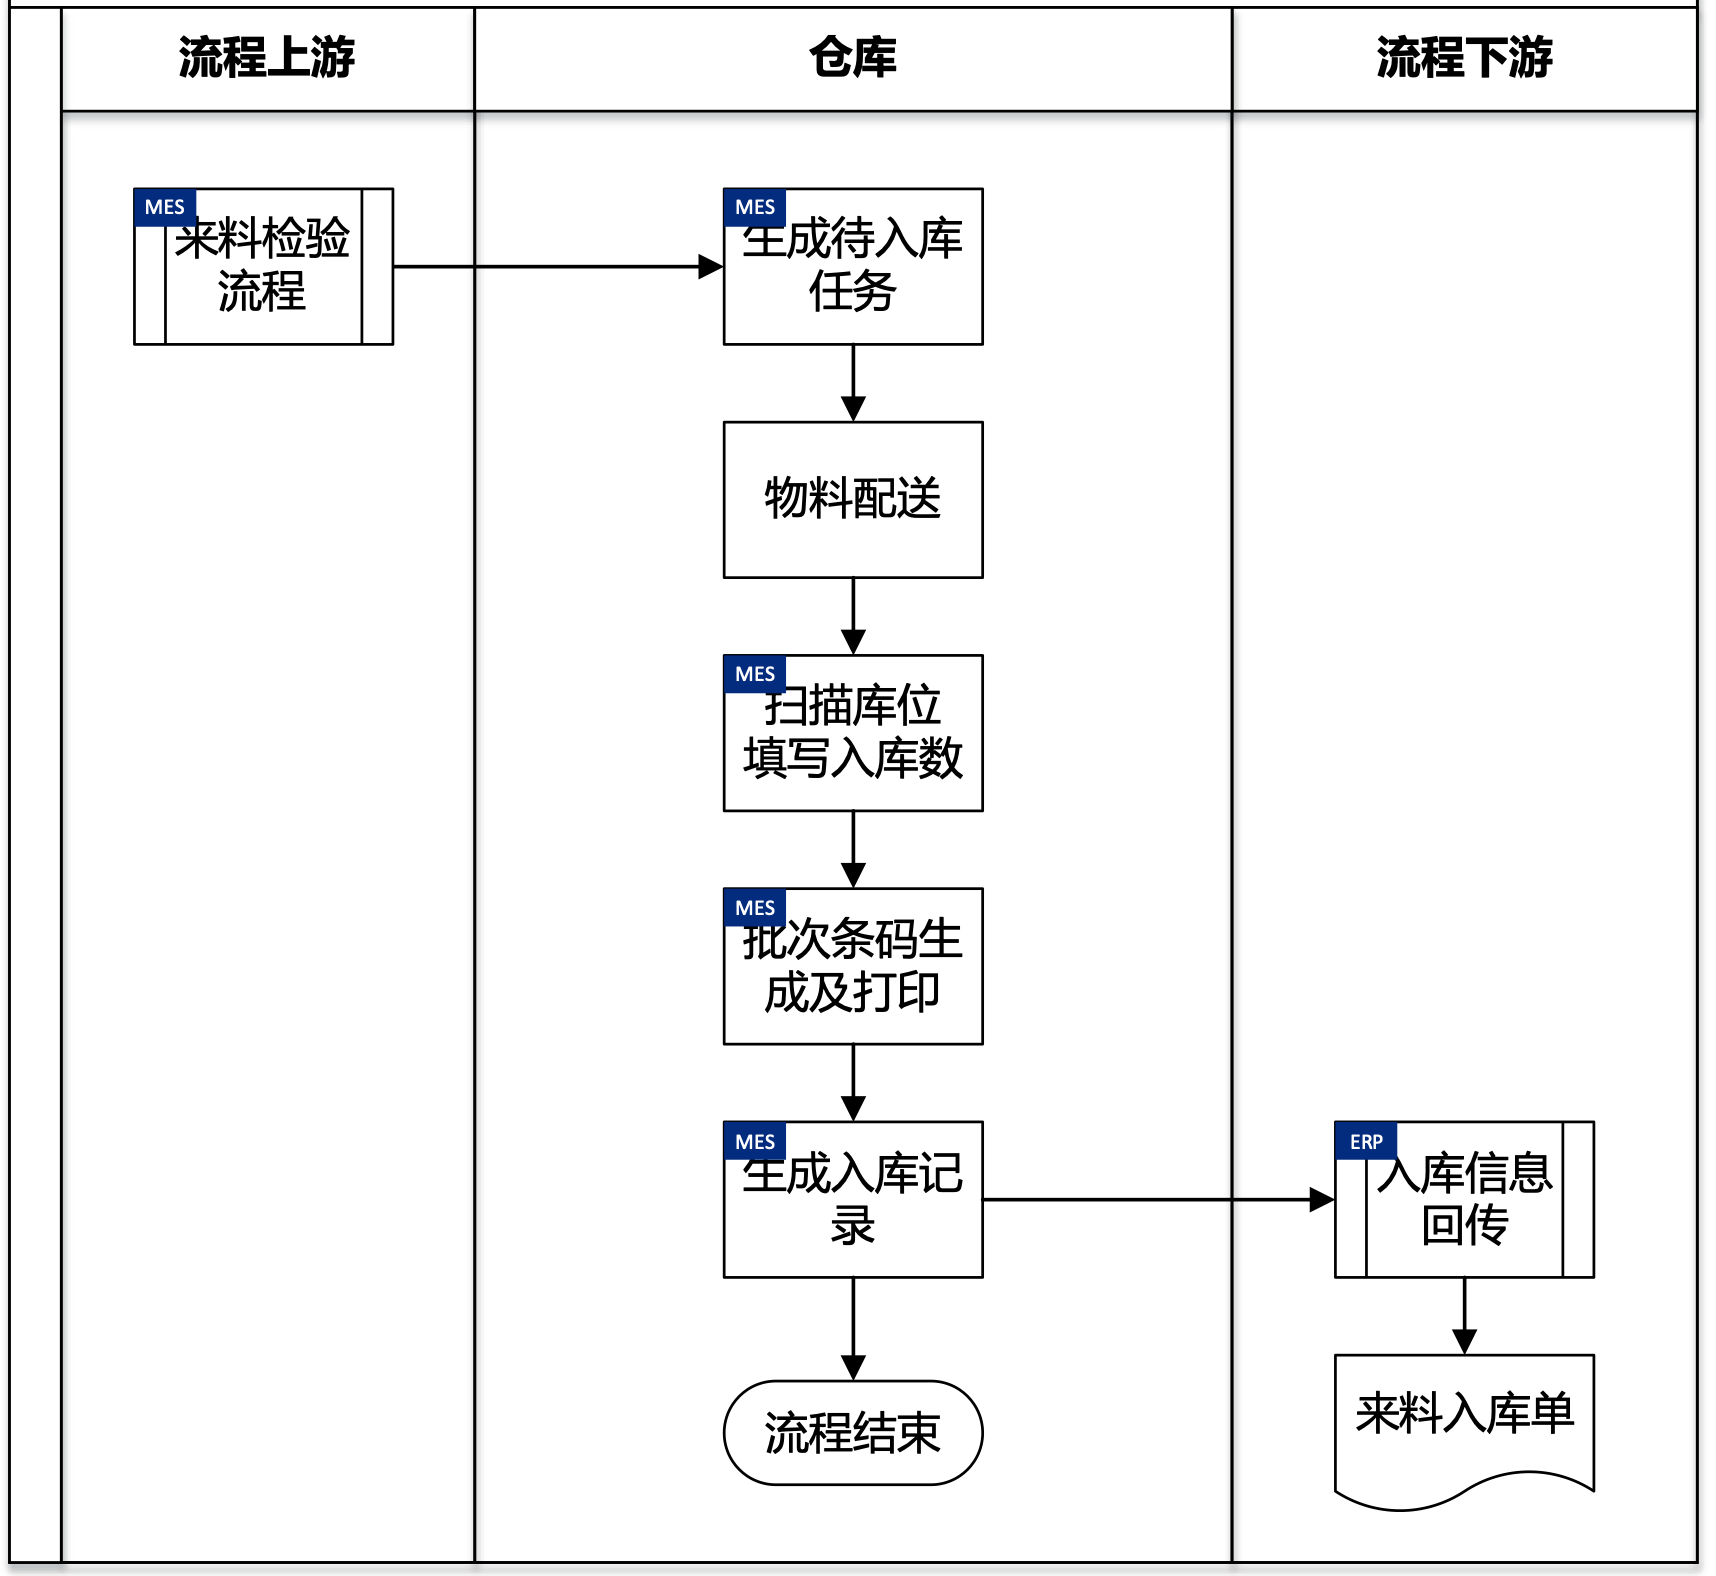 流程上游
仓库
流程下游
MES
来料检验
流程
MES
生成待入库
任务
物料配送
MES
扫描库位
填写入库数
MES
批次条码生
成及打印
MES
生成入库记
录
ERP
入库信息
回传
流程结束
来料入库单